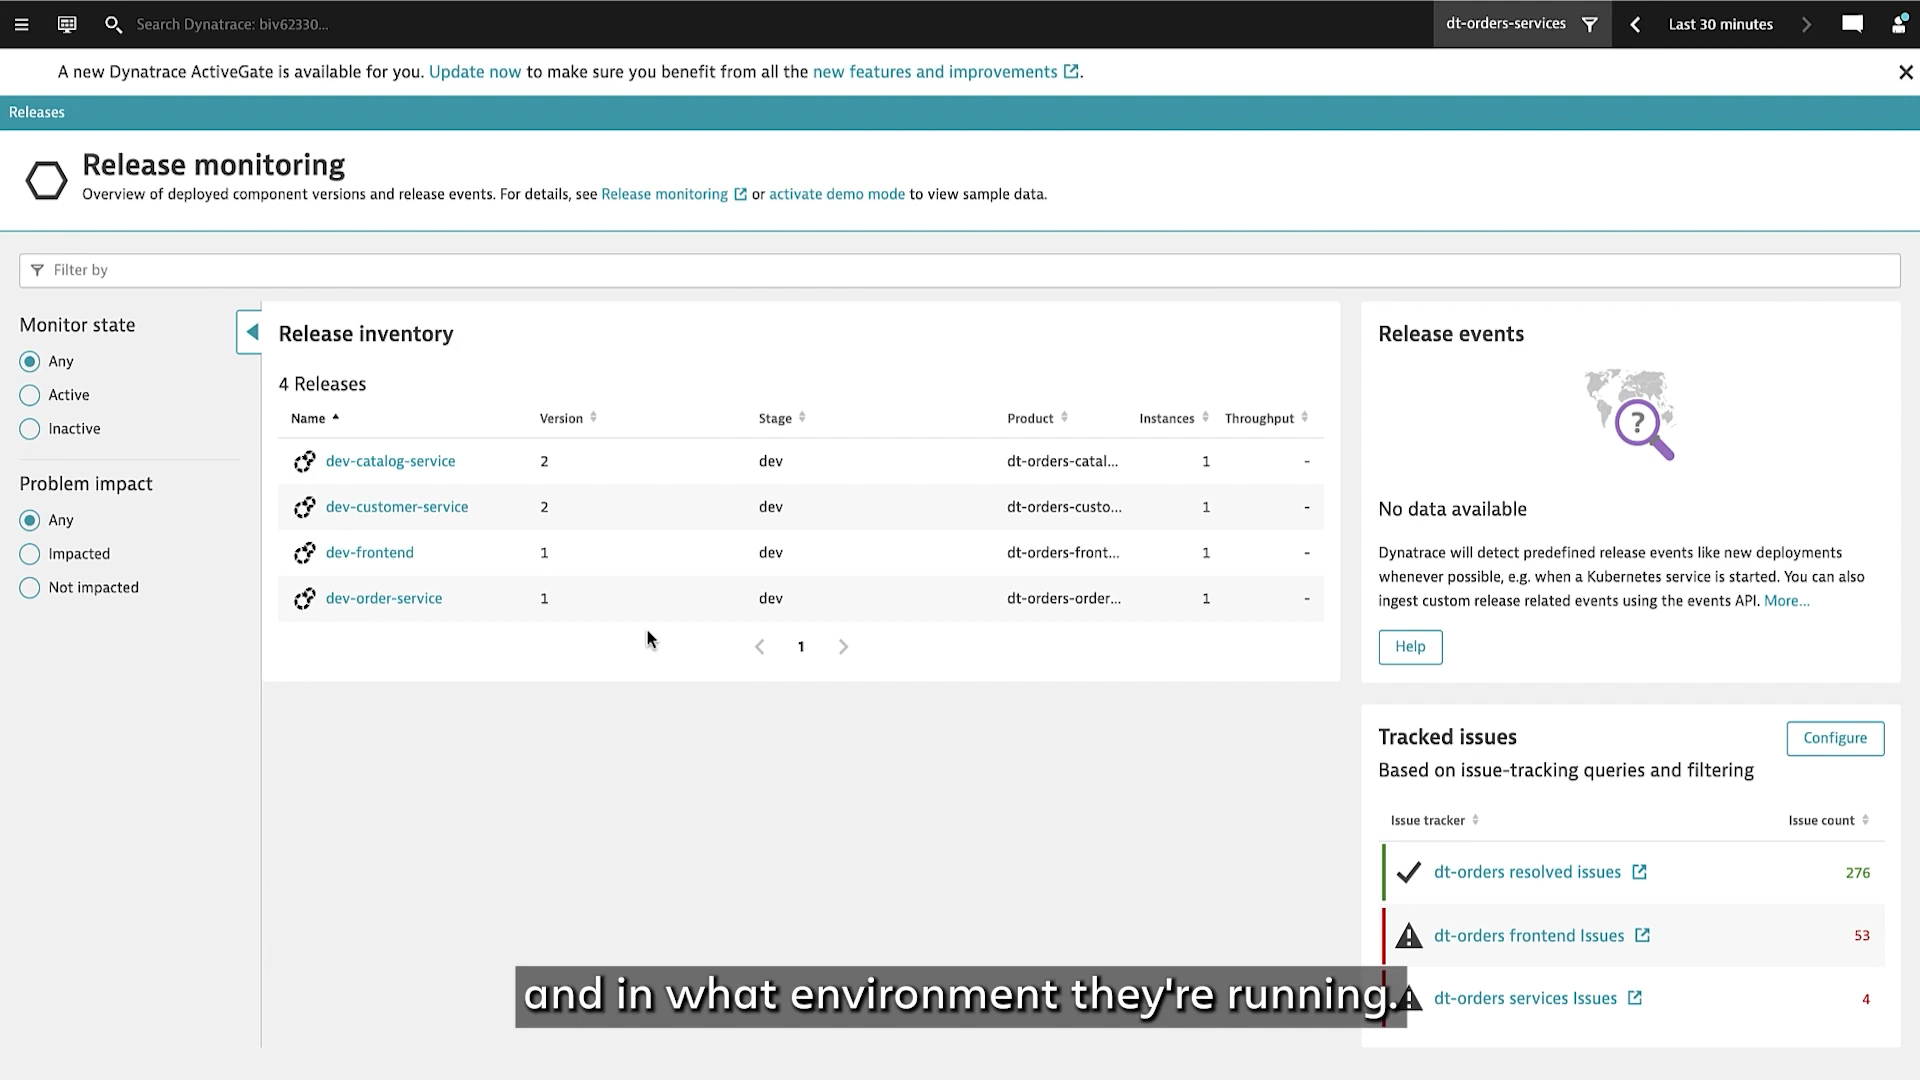 Search Dynatrace: biv62330...
dt-orders-services
Last 30 minutes
A new Dynatrace ActiveGate is available for you. Update now to make sure you benefit from all the new features and improvements.
Releases
Release monitoring
Overview of deployed component versions and release events. For details, see Release monitoring or activate demo mode to view sample data.
Filter by
Monitor state
Any
Active
Inactive
Problem impact
Any
Impacted
Not impacted
Release inventory
4 Releases
Name Version Stage Product Instances Throughput
dev-catalog-service 2 dev dt-orders-catal... 1 -
dev-customer-service 2 dev dt-orders-custo... 1 -
dev-frontend 1 dev dt-orders-front... 1 -
dev-order-service 1 dev dt-orders-order... 1 -
1
Release events
?
No data available
Dynatrace will detect predefined release events like new deployments
whenever possible, e.g. when a Kubernetes service is started. You can also
ingest custom release related events using the events API. More...
Help
Tracked issues
Configure
Based on issue-tracking queries and filtering
Issue tracker Issue count
dt-orders resolved issues 276
dt-orders frontend Issues 53
dt-orders services Issues 4
and in what environment they're running.